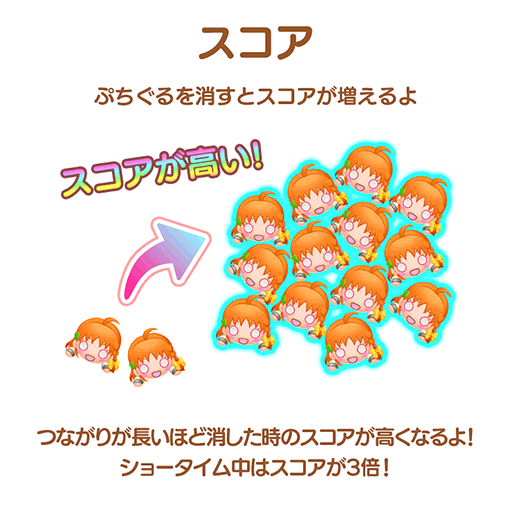 スコア
ぷちぐるを消すとスコアが増えるよ
スコアが高い!
つながりが長いほど消した時のスコアが高くなるよ!
ショータイム中はスコアが3倍!